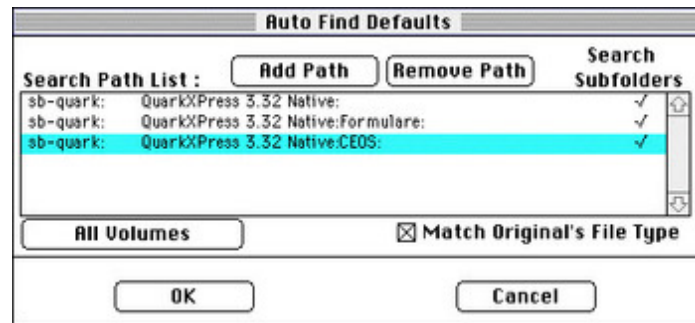 Auto Find Defaults
Search Path List :
Add Path
Remove Path
Search
Subfolders
sb-quark: QuarkXPress 3.32 Native: √
sb-quark: QuarkXPress 3.32 Native:Formulare: √
sb-quark: QuarkXPress 3.32 Native:CEOS: √
All Volumes
Match Original's File Type
OK
Cancel